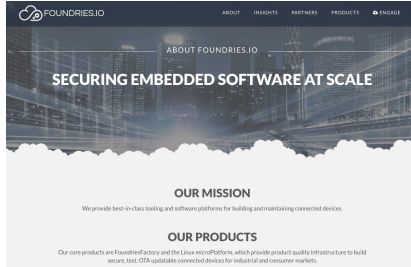 FOUNDRIES.IO
ABOUT INSIGHTS PARTNERS PRODUCTS ENGAGE
ABOUT FOUNDRIES.IO
SECURING EMBEDDED SOFTWARE AT SCALE
OUR MISSION
We provide best-in-class tooling and software platforms for building and maintaining connected devices.
OUR PRODUCTS
Our core products are FoundriesFactory and the Linux microPlatform, which provide product quality infrastructure to build
secure, test, OTA updatable connected devices for industrial and consumer markets.